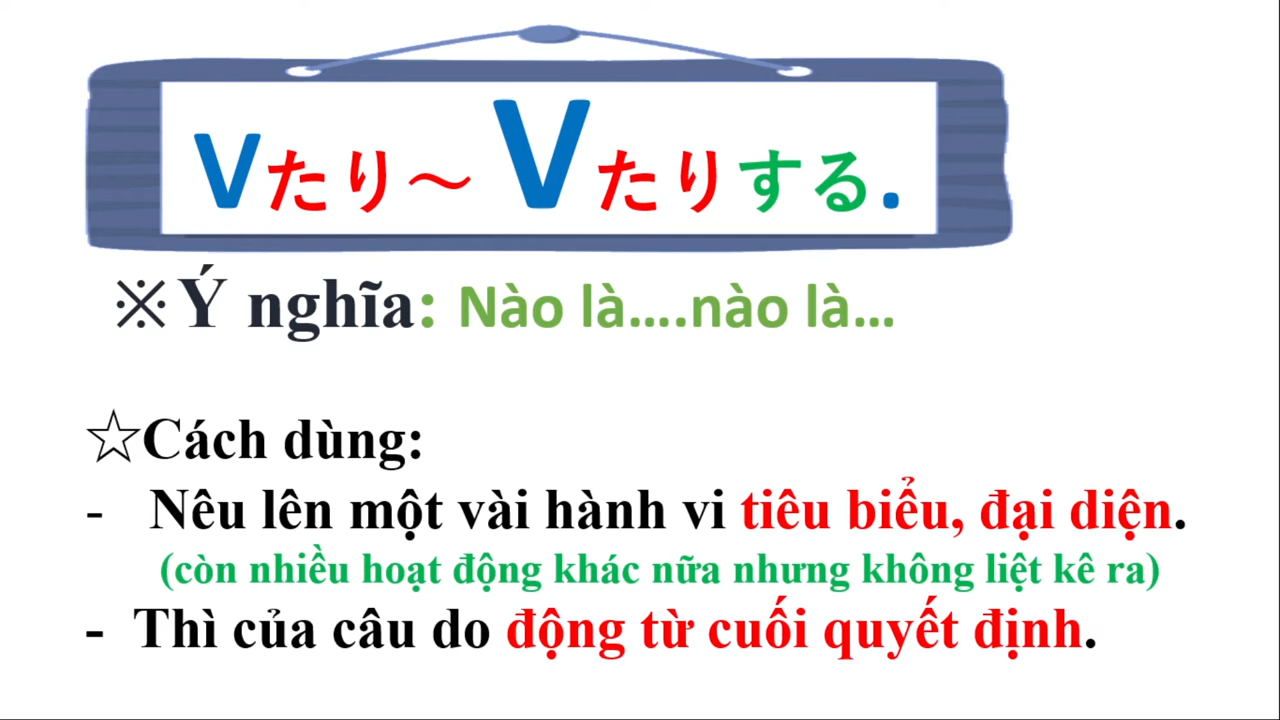 Vたり～ Vたりする.
※Ý nghĩa: Nào là….nào là…
☆Cách dùng:
- Nêu lên một vài hành vi tiêu biểu, đại diện.
(còn nhiều hoạt động khác nữa nhưng không liệt kê ra)
- Thì của câu do động từ cuối quyết định.